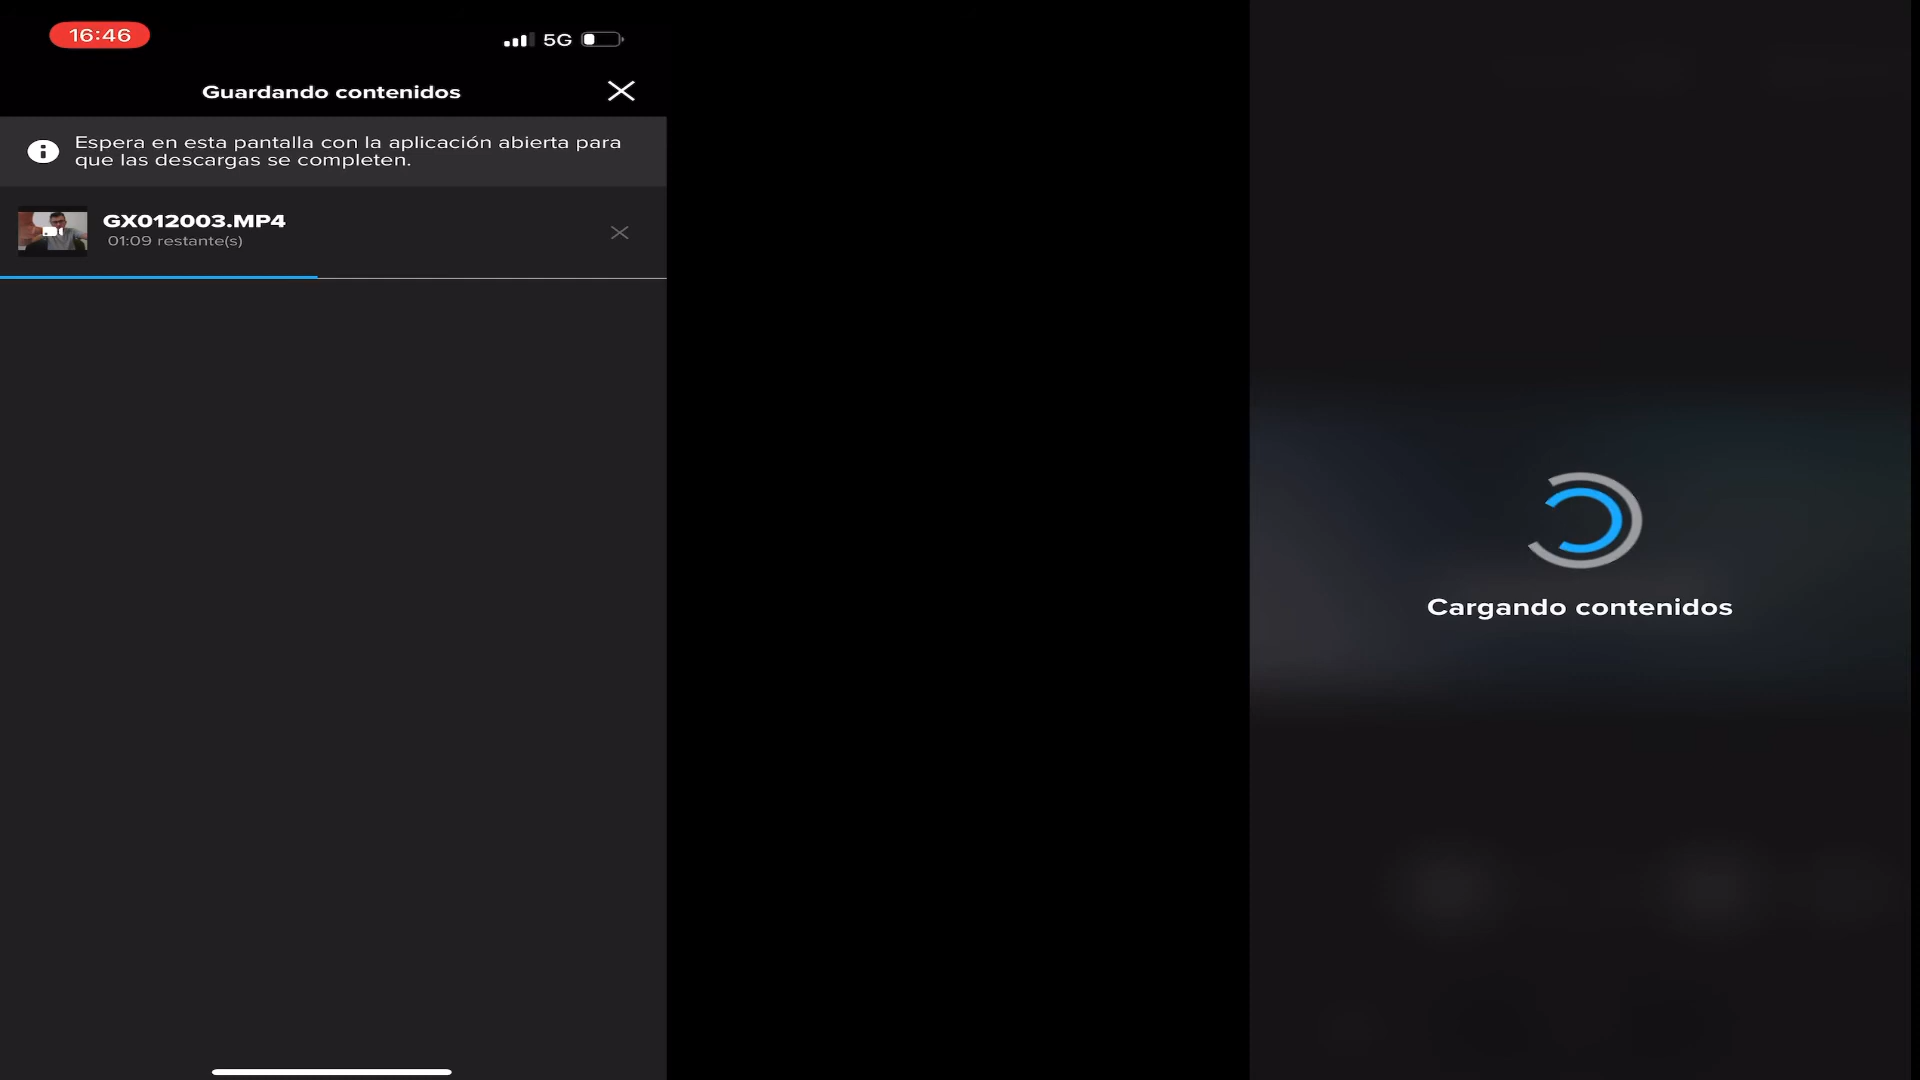 16:46
5G
Guardando contenidos
Espera en esta pantalla con la aplicación abierta para
que las descargas se completen.
GX012003.MP4
01:09 restante(s)
Cargando contenidos